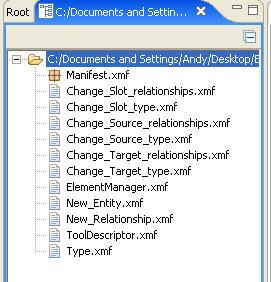 Root C:/Documents and Settin...
C:/Documents and Settings/Andy/Desktop/E
Manifest.xmf
Change_Slot_relationships.xmf
Change_Slot_type.xmf
Change_Source_relationships.xmf
Change_Source_type.xmf
Change_Target_relationships.xmf
Change_Target_type.xmf
ElementManager.xmf
New_Entity.xmf
New_Relationship.xmf
ToolDescriptor.xmf
Type.xmf